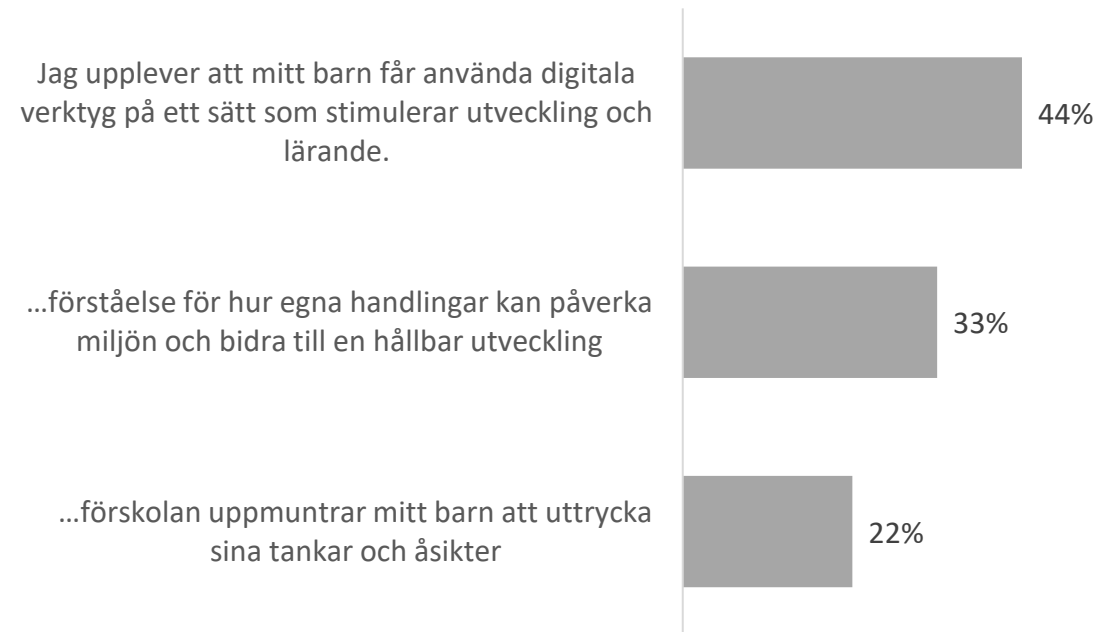 Jag upplever att mitt barn får använda digitala
verktyg på ett sätt som stimulerar utveckling och
lärande.
44%
…förståelse för hur egna handlingar kan påverka
miljön och bidra till en hållbar utveckling
33%
…förskolan uppmuntrar mitt barn att uttrycka
sina tankar och åsikter
22%